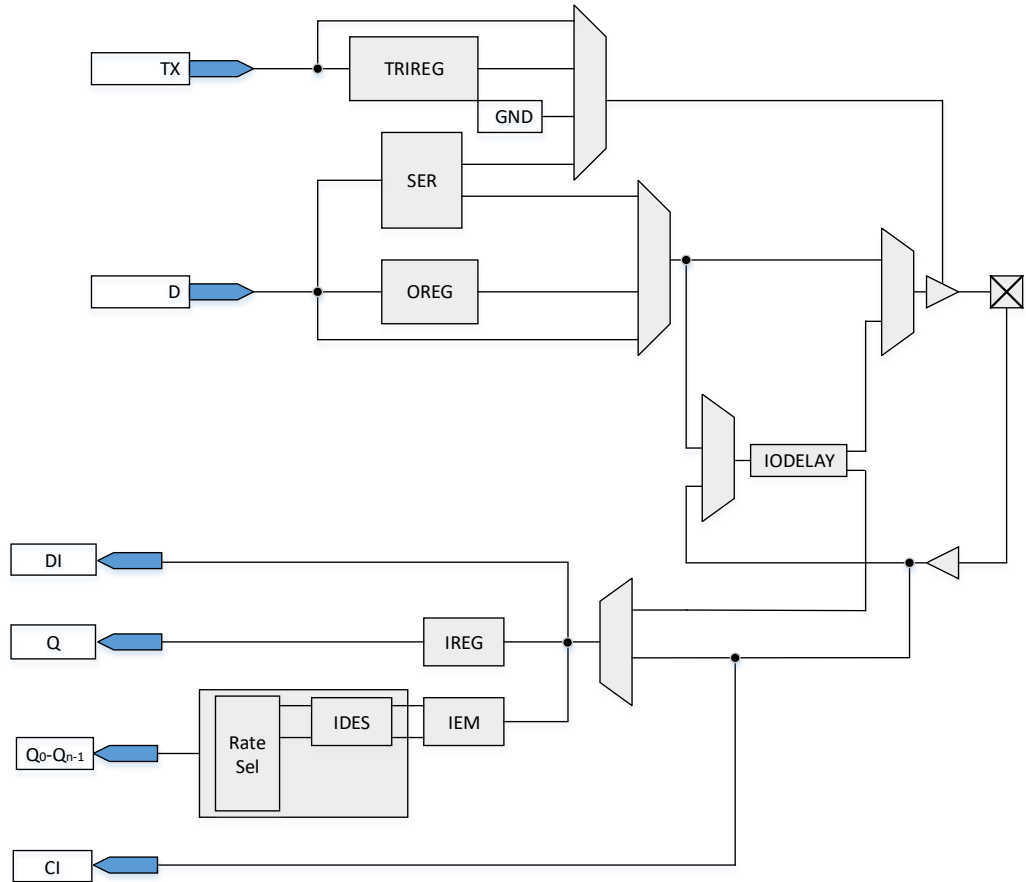 TX
TRIREG
GND
SER
D
OREG
IODELAY
DI
Q
IREG
Q0-Qn-1
Rate
Sel
IDES
IEM
CI